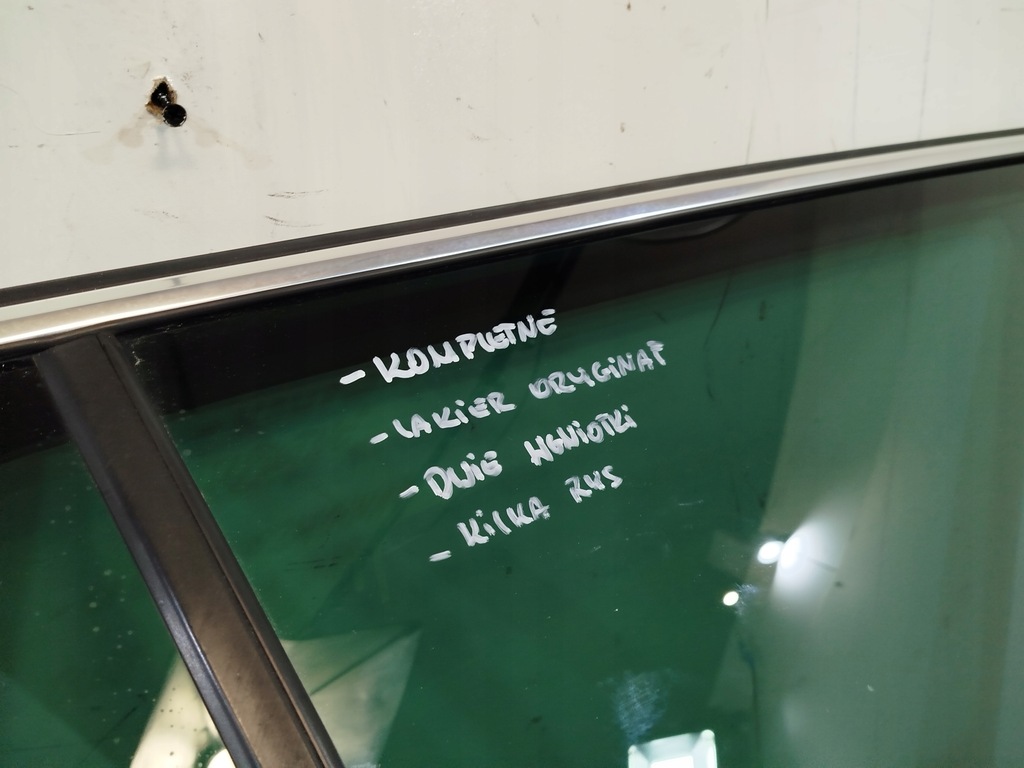 - KOMPLETNE
- LAKIER ORYGINAŁ
- DWIE WGNIOTKI
- KILKA RYS